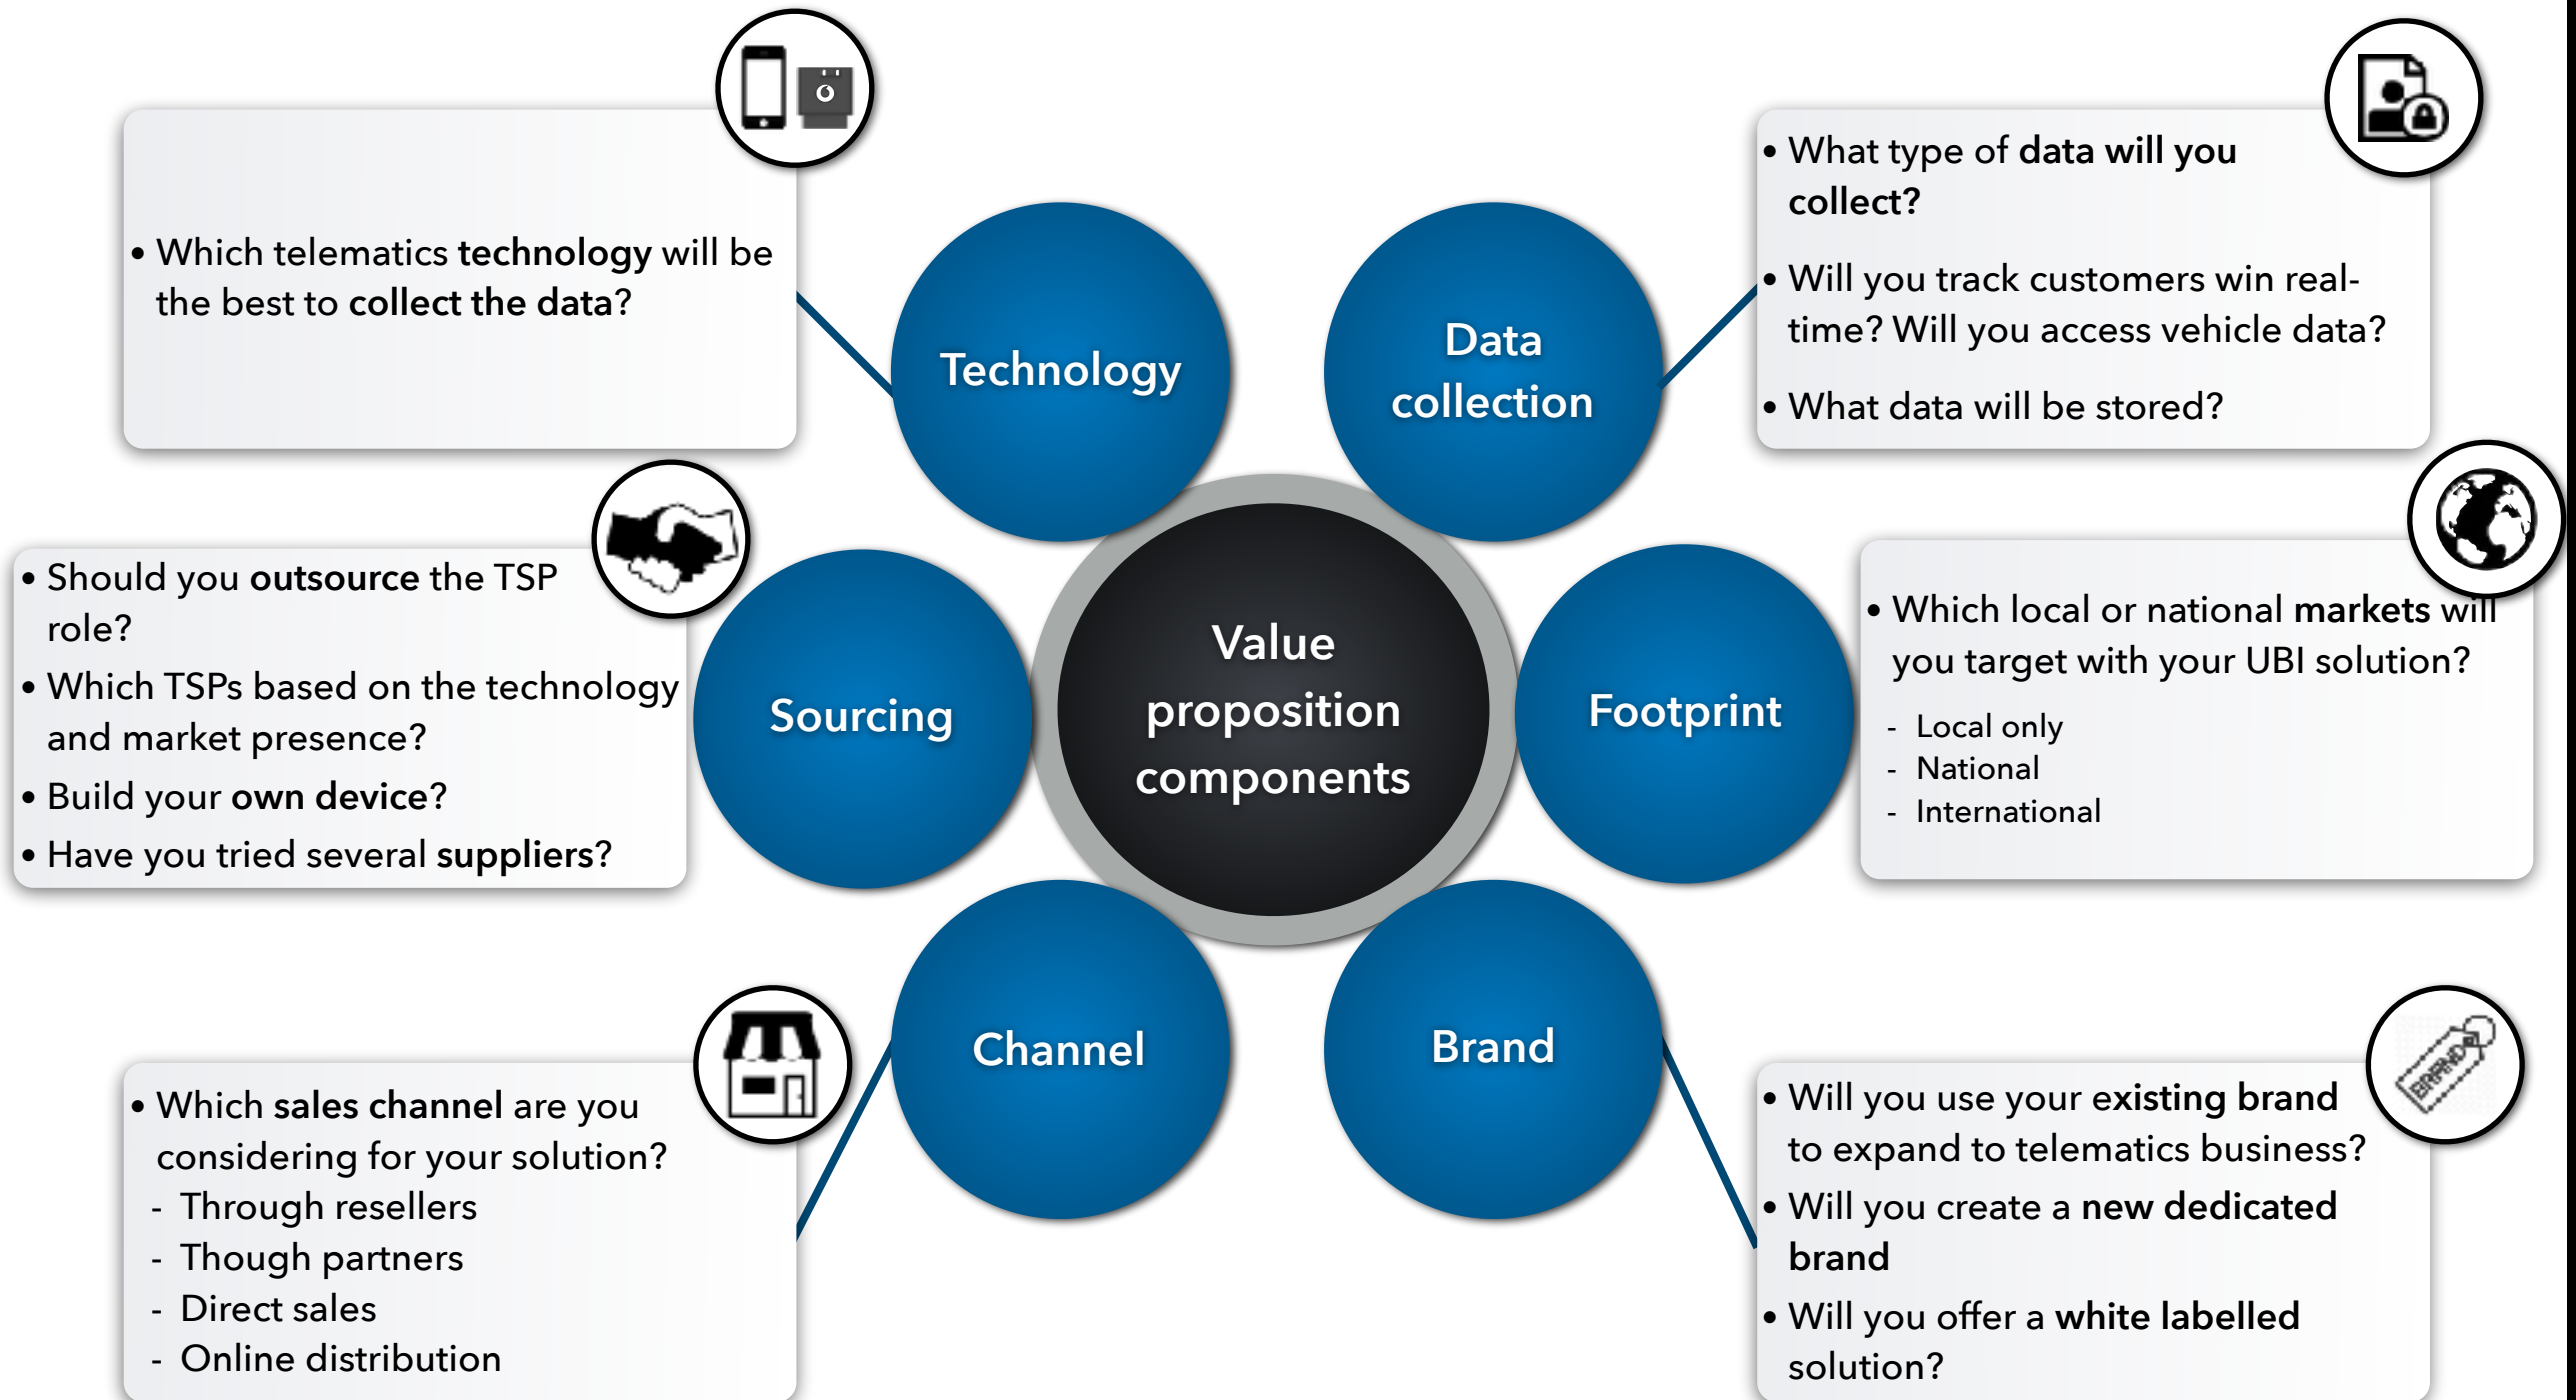 • Which telematics technology will be
the best to collect the data?
Technology
Data
collection
• What type of data will you
collect?
• Will you track customers win real-
time? Will you access vehicle data?
• What data will be stored?
• Should you outsource the TSP
role?
• Which TSPs based on the technology
and market presence?
• Build your own device?
• Have you tried several suppliers?
Sourcing
Value
proposition
components
Footprint
• Which local or national markets will
you target with your UBI solution?
- Local only
- National
- International
• Which sales channel are you
considering for your solution?
- Through resellers
- Though partners
- Direct sales
- Online distribution
Channel
Brand
BRAND
• Will you use your existing brand
to expand to telematics business?
• Will you create a new dedicated
brand
• Will you offer a white labelled
solution?